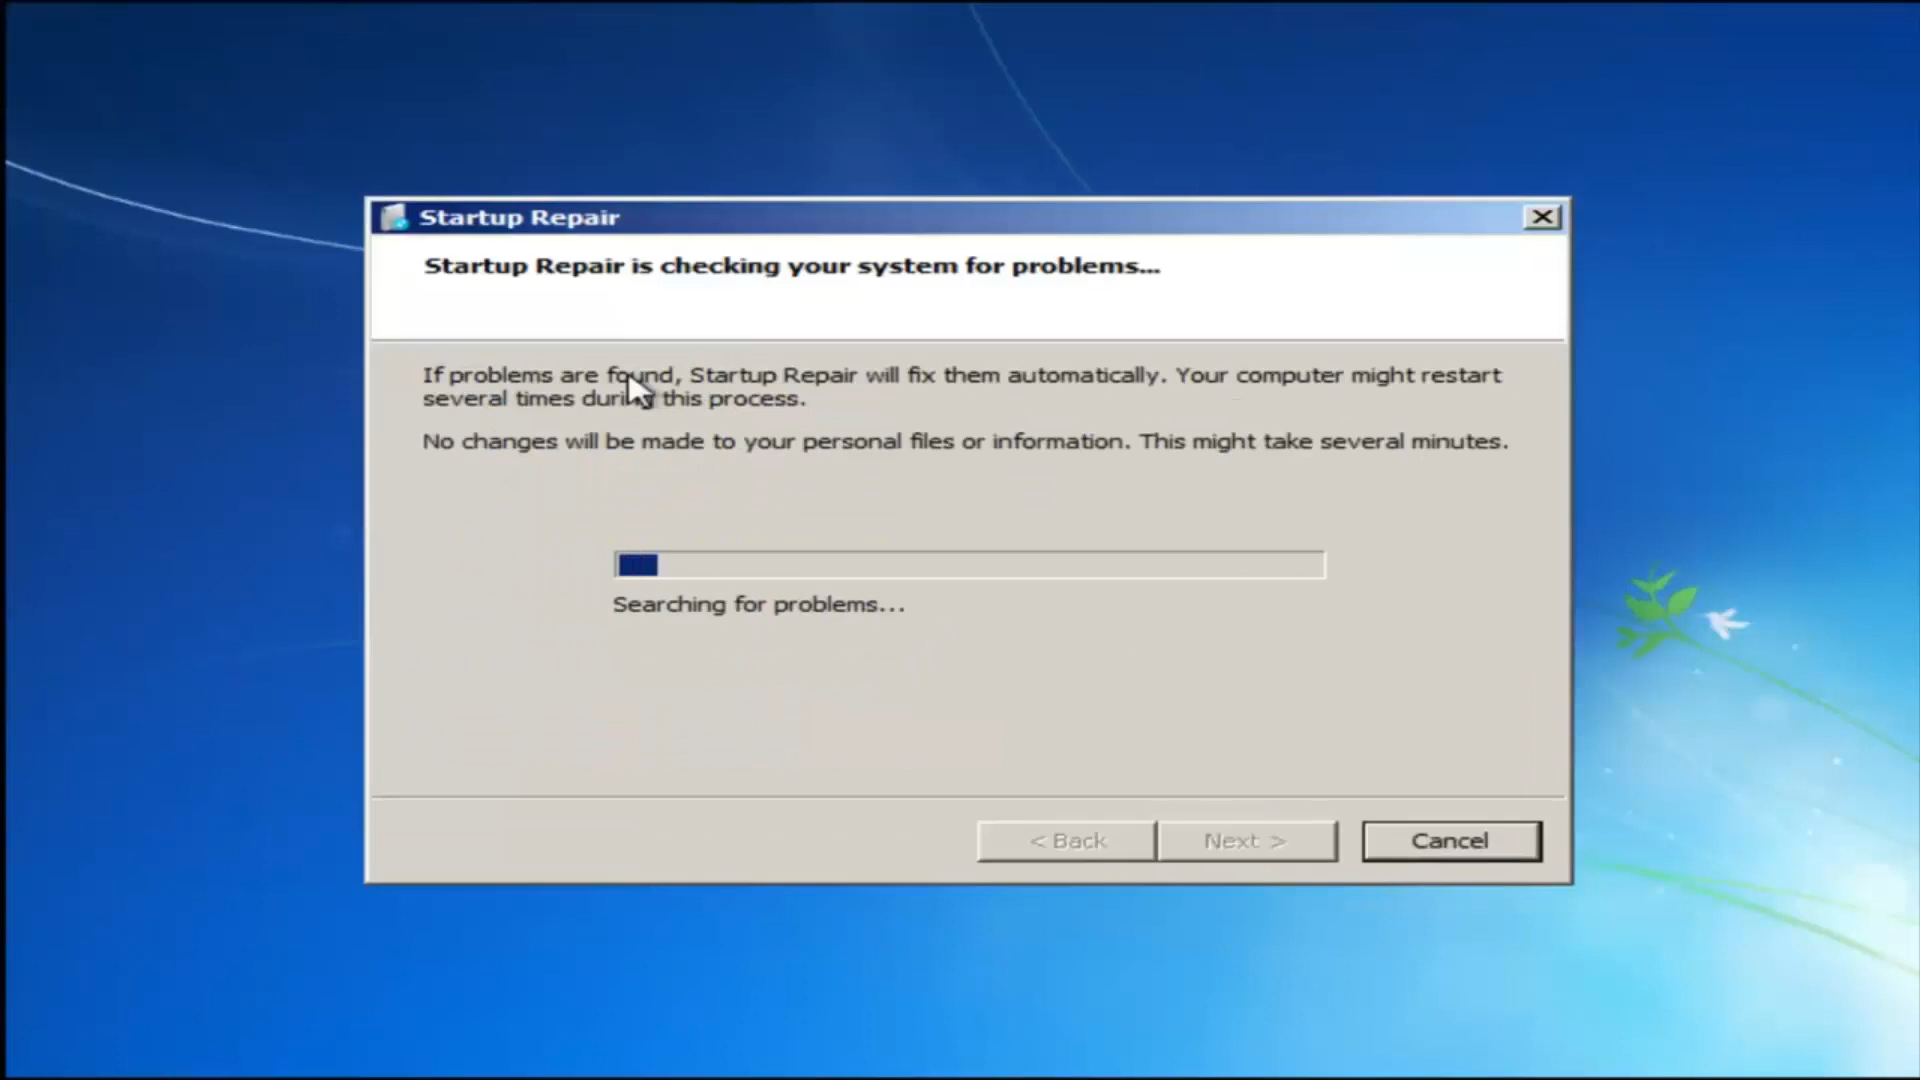 Startup Repair
Startup Repair is checking your system for problems...
If problems are found, Startup Repair will fix them automatically. Your computer might restart
several times during this process.
No changes will be made to your personal files or information. This might take several minutes.
Searching for problems...
< Back
Next >
Cancel